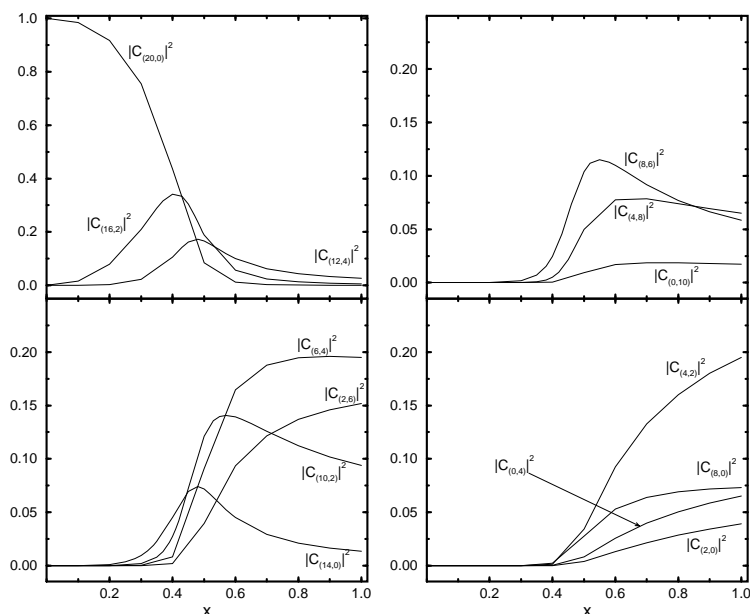 1.0
0.8
0.6
0.4
0.2
0.0
|C(20,0)|²
|C(16,2)|²
|C(12,4)|²
0.20
0.15
0.10
0.05
0.00
|C(8,6)|²
|C(4,8)|²
|C(0,10)|²
0.20
0.15
0.10
0.05
0.00
|C(6,4)|²
|C(2,6)|²
|C(10,2)|²
|C(14,0)|²
0.0 0.2 0.4 0.6 0.8 1.0
x
0.20
0.15
0.10
0.05
0.00
|C(4,2)|²
|C(0,4)|²
|C(8,0)|²
|C(2,0)|²
0.0 0.2 0.4 0.6 0.8 1.0
x